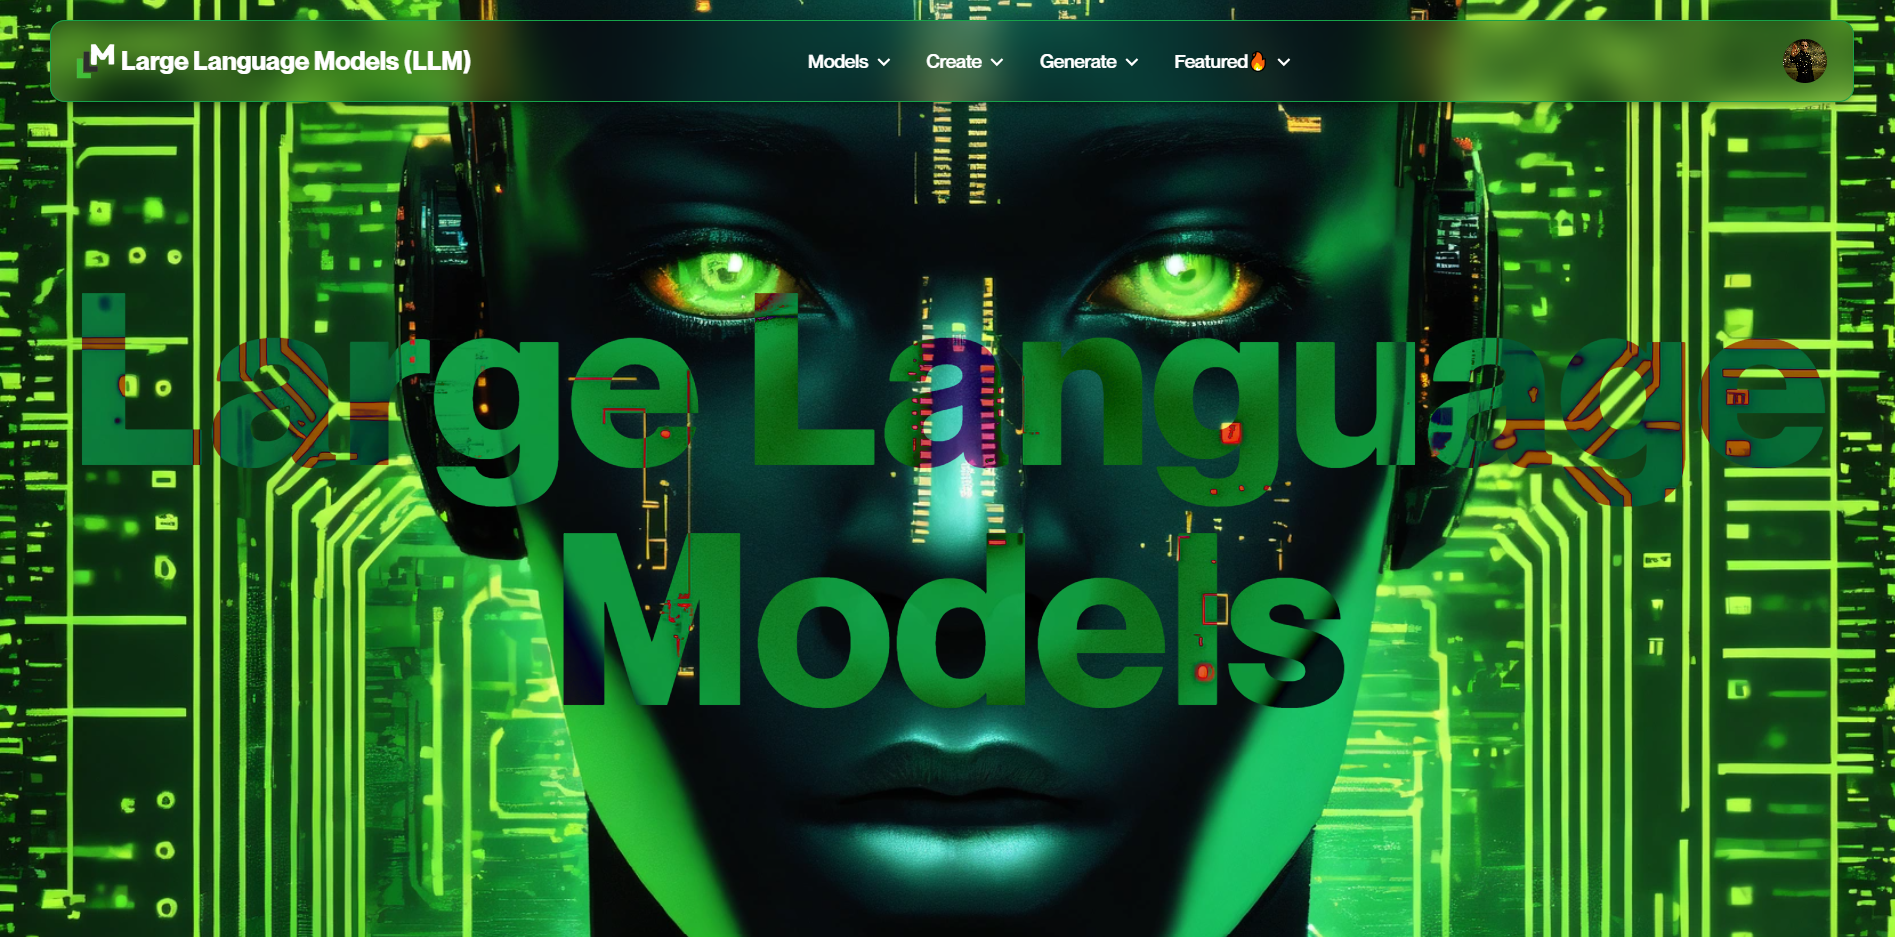 M Large Language Models (LLM)
Models
Create
Generate
Featured🔥
Large Language
Models